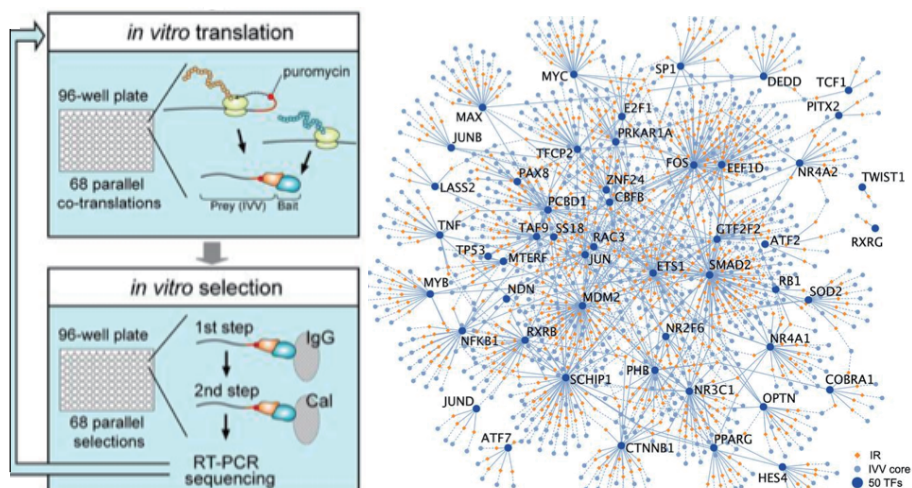 in vitro translation
96-well plate
puromycin
68 parallel
co-translations
Prey (IVV) Bait
in vitro selection
96-well plate
1st step
IgG
2nd step
Cal
68 parallel
selections
RT-PCR
sequencing
MYC
SP1
DEDD
TCF1
PITX2
MAX
E2F1
JUNB
PRKAR1A
TFCP2
FOS
EEF1D
NR4A2
TWIST1
LASS2
PAX8
ZNF24
CBFB
PCBD1
RXRG
TNF
TAF9
SS18
RAC3
GTF2F2
ATF2
TP53
MTERF
JUN
ETS1
SMAD2
RB1
MYB
NDN
MDM2
SOD2
NFKB1
RXRB
NR2F6
NR4A1
SCHIP1
PHB
NR3C1
COBRA1
JUND
OPTN
ATF7
CTNNB1
PPARG
HES4
IR
IVV core
50 TFs